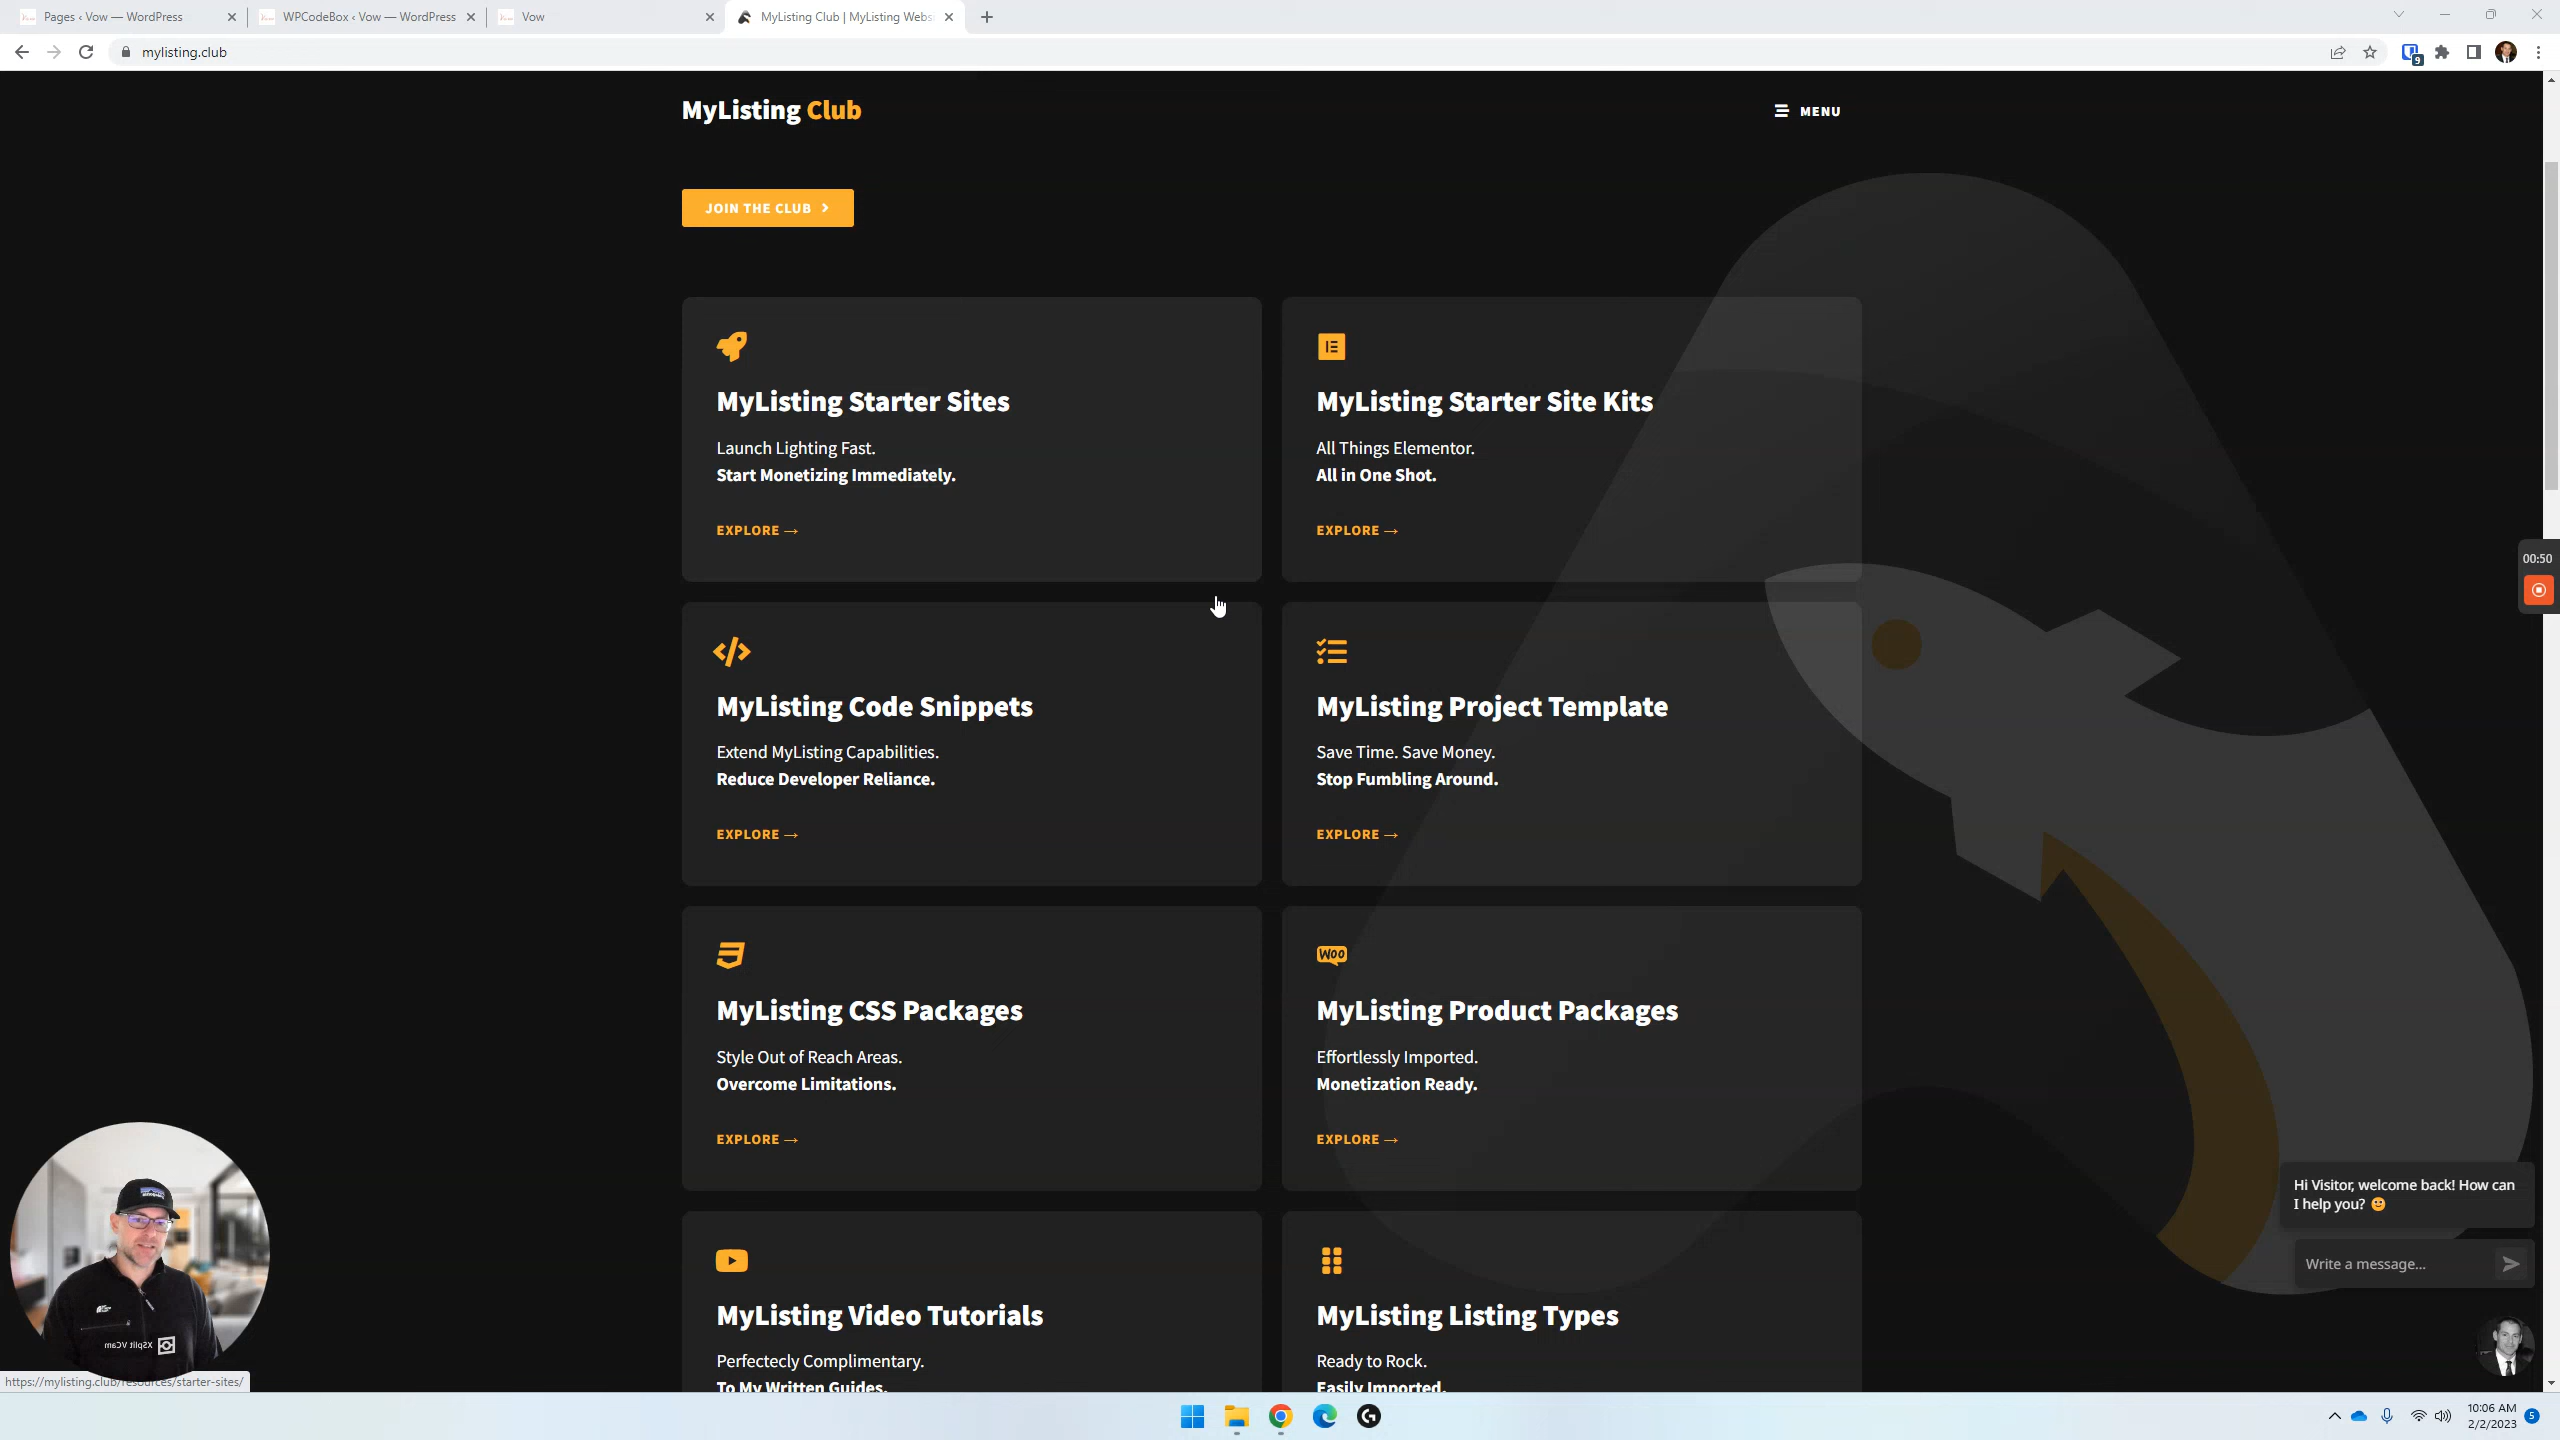 Pages ‹ Vow — WordPress
WPCodeBox ‹ Vow — WordPress
Vow
MyListing Club | MyListing Webs
mylisting.club
9
MyListing Club
MENU
JOIN THE CLUB
MyListing Starter Sites
Launch Lighting Fast.
Start Monetizing Immediately.
EXPLORE →
MyListing Starter Site Kits
All Things Elementor.
All in One Shot.
EXPLORE →
00:50
MyListing Code Snippets
Extend MyListing Capabilities.
Reduce Developer Reliance.
EXPLORE →
MyListing Project Template
Save Time. Save Money.
Stop Fumbling Around.
EXPLORE →
MyListing CSS Packages
Style Out of Reach Areas.
Overcome Limitations.
EXPLORE →
Woo
MyListing Product Packages
Effortlessly Imported.
Monetization Ready.
EXPLORE →
MyListing Video Tutorials
Perfectecly Complimentary.
To My Written Guides.
MyListing Listing Types
Ready to Rock.
Easily Imported.
Hi Visitor, welcome back! How can
I help you?
Write a message...
XSplit VCam
https://mylisting.club/resources/starter-sites/
10:06 AM
2/2/2023
5